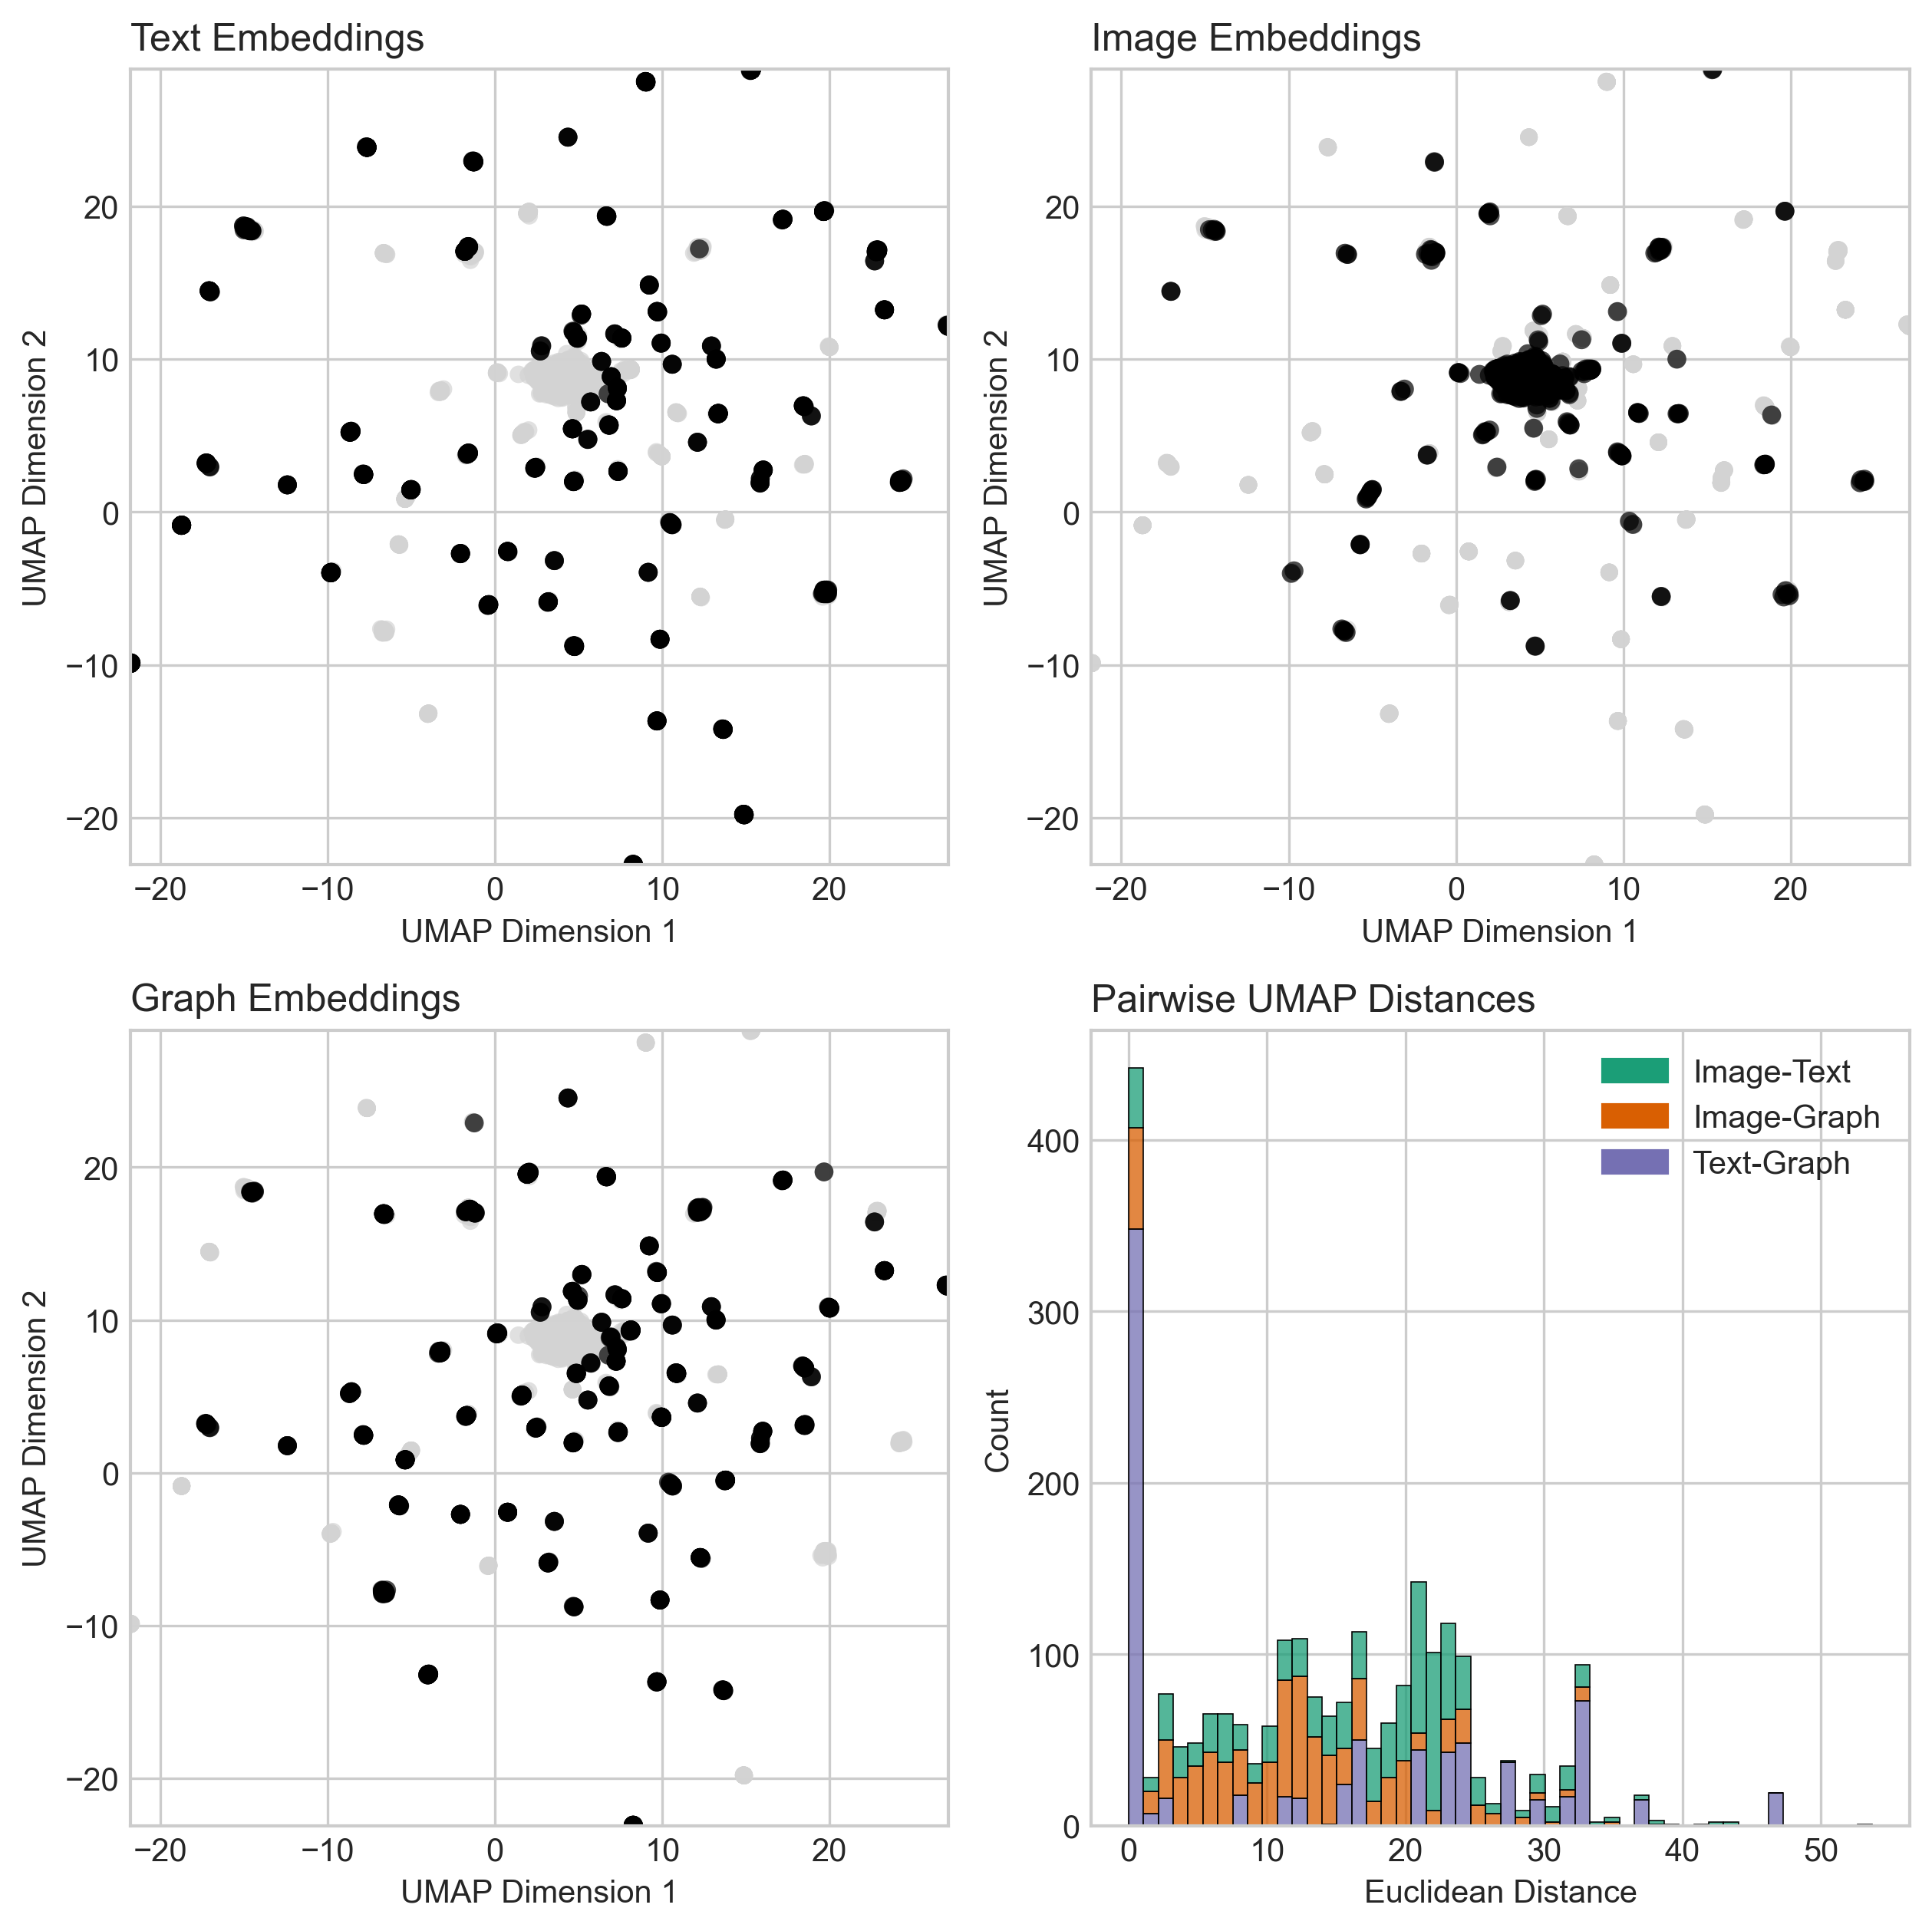 Text Embeddings
UMAP Dimension 2
20
10
0
−10
−20
−20
−10
0
10
20
UMAP Dimension 1
Image Embeddings
UMAP Dimension 2
20
10
0
−10
−20
−20
−10
0
10
20
UMAP Dimension 1
Graph Embeddings
UMAP Dimension 2
20
10
0
−10
−20
−20
−10
0
10
20
UMAP Dimension 1
Pairwise UMAP Distances
Image-Text
Image-Graph
Text-Graph
Count
400
300
200
100
0
0
10
20
30
40
50
Euclidean Distance